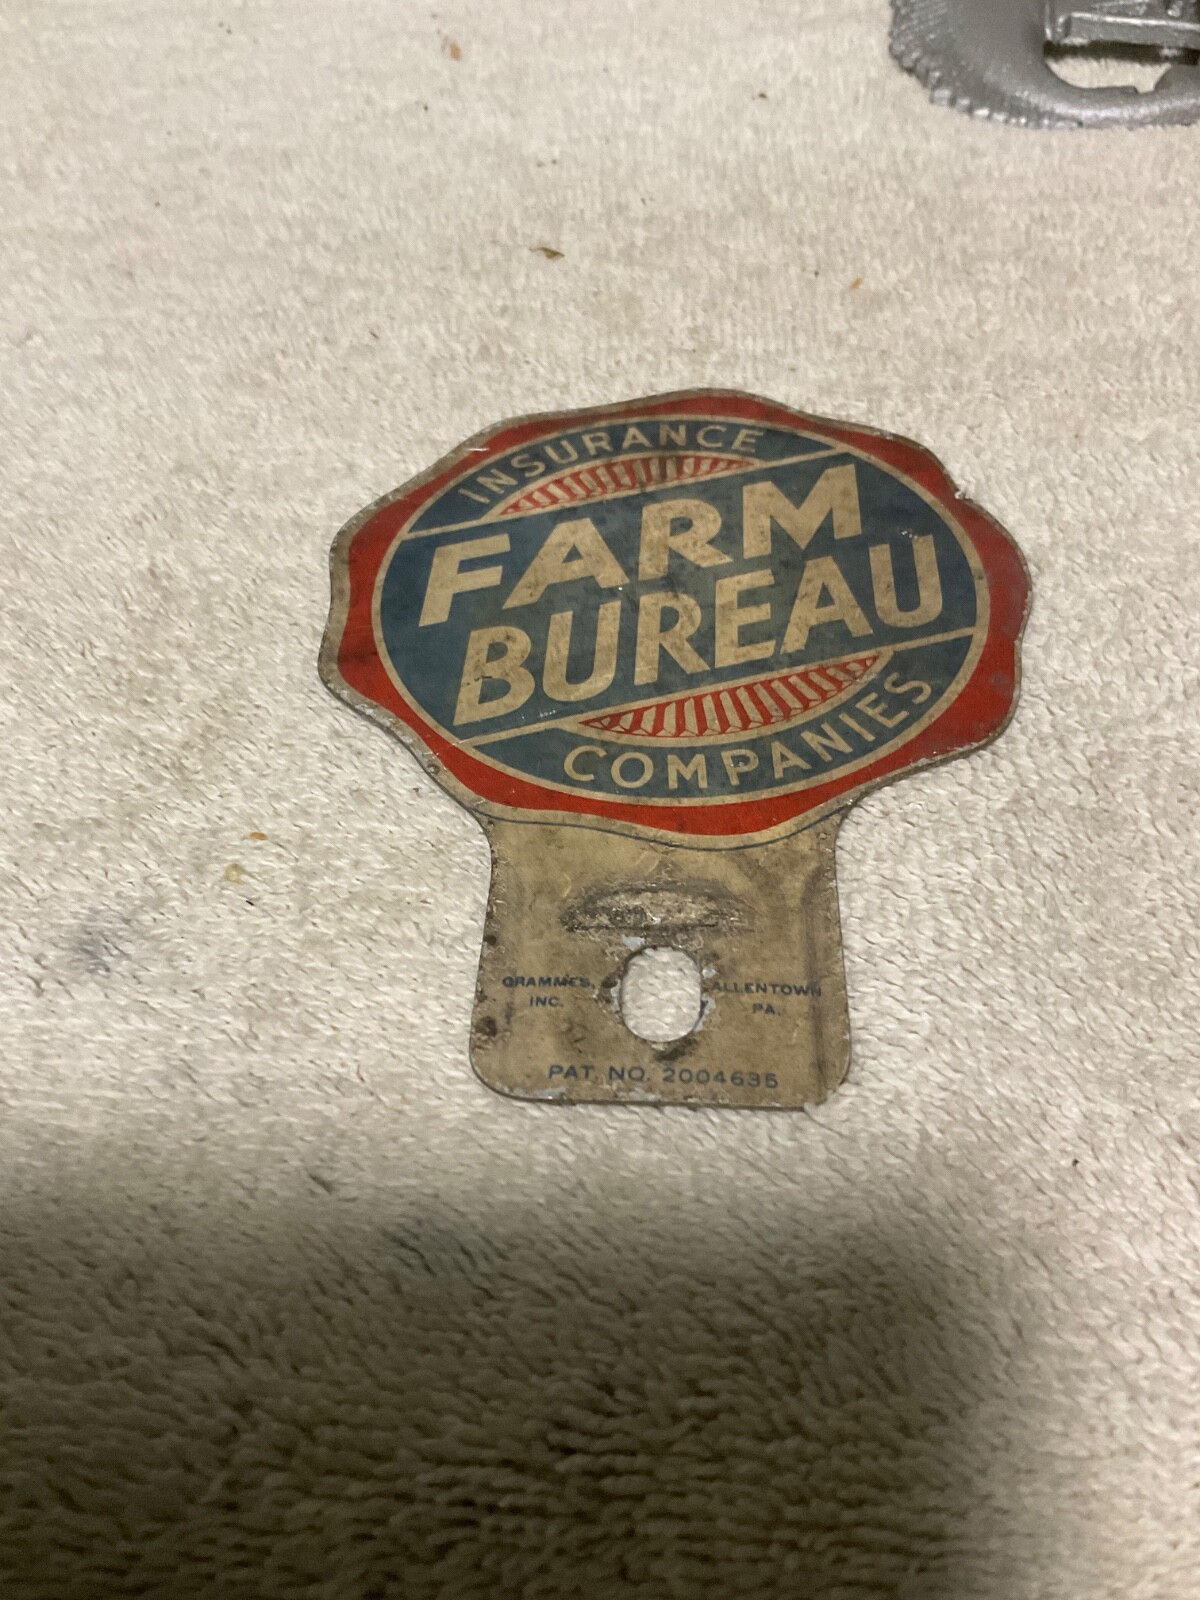 INSURANCE
FARM
BUREAU
COMPANIES
GRAMMES, ALLENTOWN
INC. PA.
PAT. NO. 2004635